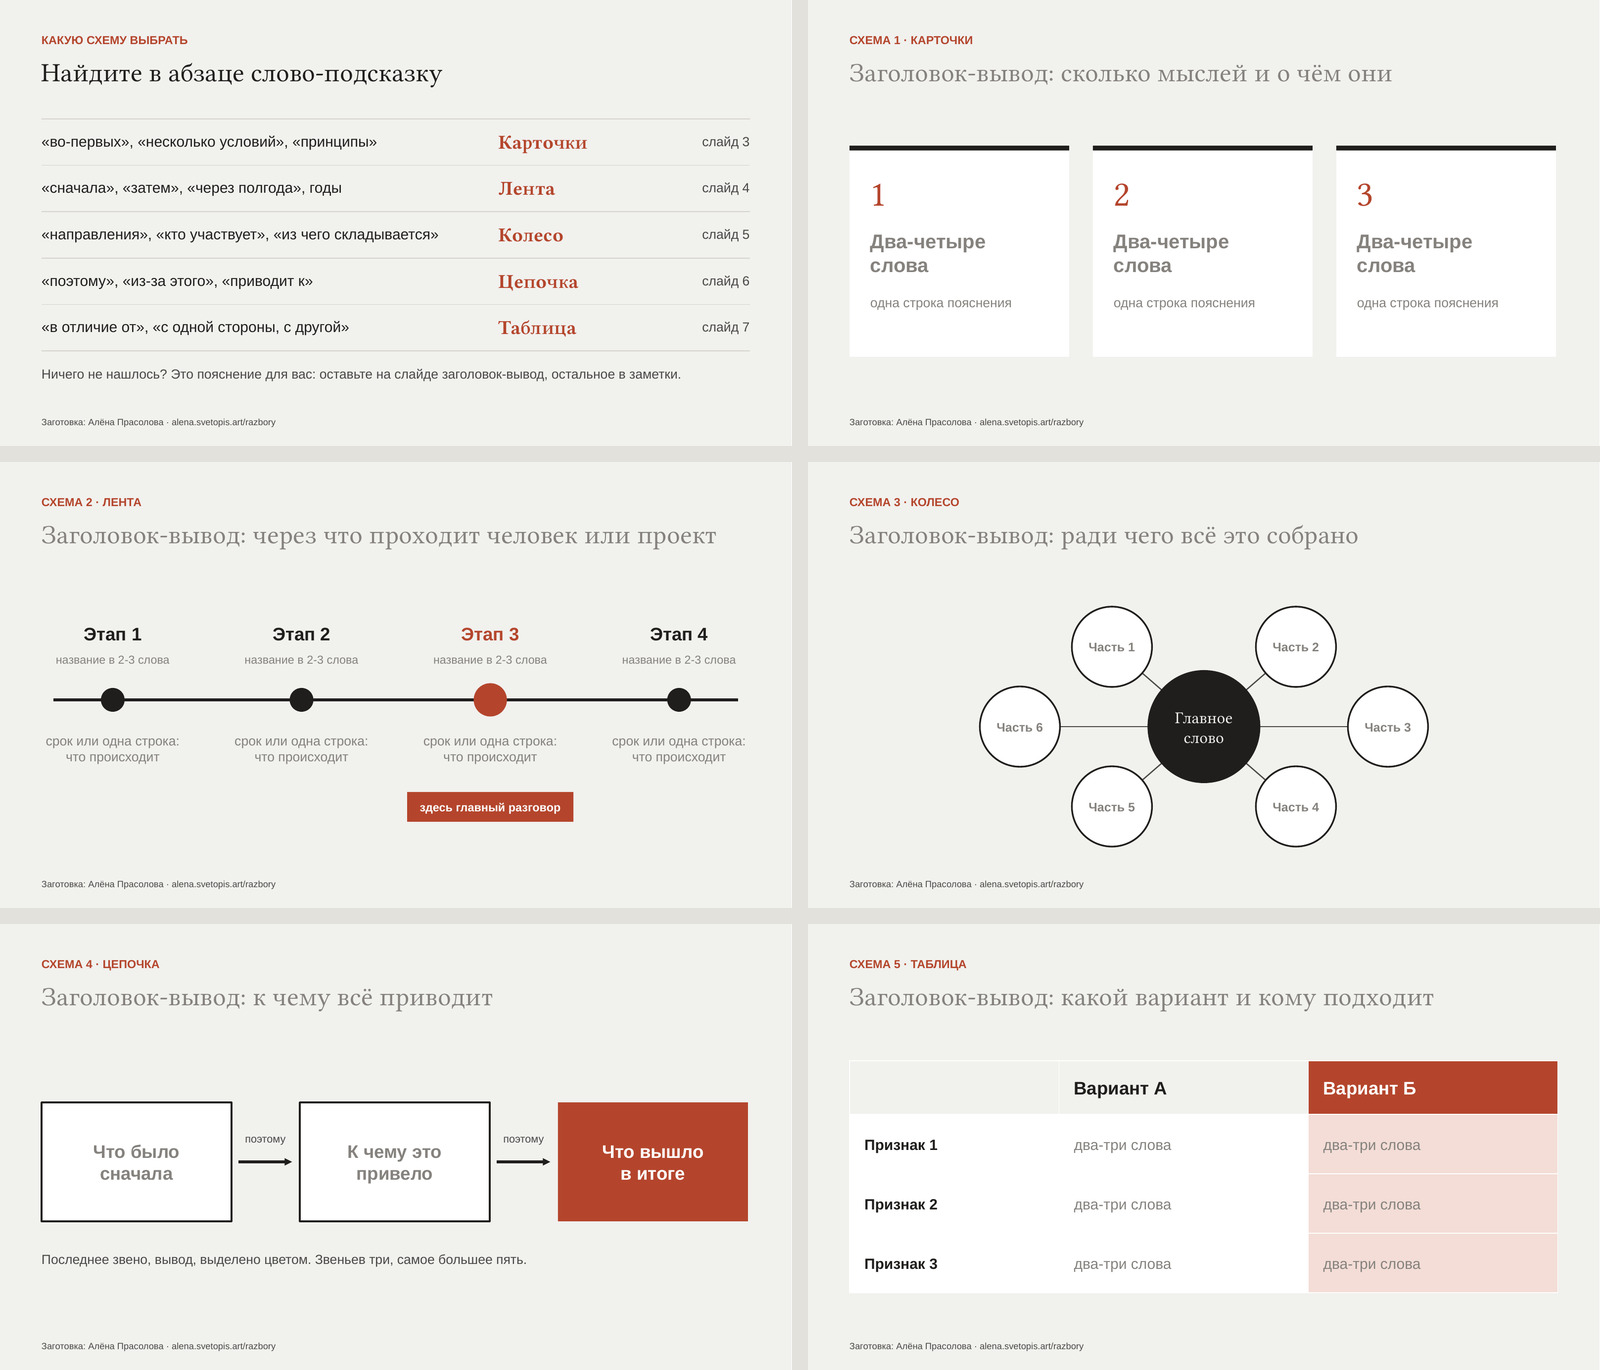 КАКУЮ СХЕМУ ВЫБРАТЬ
Найдите в абзаце слово-подсказку
«во-первых», «несколько условий», «принципы» Карточки слайд 3
«сначала», «затем», «через полгода», годы Лента слайд 4
«направления», «кто участвует», «из чего складывается» Колесо слайд 5
«поэтому», «из-за этого», «приводит к» Цепочка слайд 6
«в отличие от», «с одной стороны, с другой» Таблица слайд 7
Ничего не нашлось? Это пояснение для вас: оставьте на слайде заголовок-вывод, остальное в заметки.
Заготовка: Алёна Прасолова · alena.svetopis.art/razbory
СХЕМА 1 · КАРТОЧКИ
Заголовок-вывод: сколько мыслей и о чём они
1
Два-четыре
слова
одна строка пояснения
2
Два-четыре
слова
одна строка пояснения
3
Два-четыре
слова
одна строка пояснения
Заготовка: Алёна Прасолова · alena.svetopis.art/razbory
СХЕМА 2 · ЛЕНТА
Заголовок-вывод: через что проходит человек или проект
Этап 1
название в 2-3 слова
срок или одна строка:
что происходит
Этап 2
название в 2-3 слова
срок или одна строка:
что происходит
Этап 3
название в 2-3 слова
срок или одна строка:
что происходит
здесь главный разговор
Этап 4
название в 2-3 слова
срок или одна строка:
что происходит
Заготовка: Алёна Прасолова · alena.svetopis.art/razbory
СХЕМА 3 · КОЛЕСО
Заголовок-вывод: ради чего всё это собрано
Часть 1
Часть 2
Часть 6
Главное
слово
Часть 3
Часть 5
Часть 4
Заготовка: Алёна Прасолова · alena.svetopis.art/razbory
СХЕМА 4 · ЦЕПОЧКА
Заголовок-вывод: к чему всё приводит
Что было
сначала
поэтому
К чему это
привело
поэтому
Что вышло
в итоге
Последнее звено, вывод, выделено цветом. Звеньев три, самое большее пять.
Заготовка: Алёна Прасолова · alena.svetopis.art/razbory
СХЕМА 5 · ТАБЛИЦА
Заголовок-вывод: какой вариант и кому подходит
Вариант А Вариант Б
Признак 1 два-три слова два-три слова
Признак 2 два-три слова два-три слова
Признак 3 два-три слова два-три слова
Заготовка: Алёна Прасолова · alena.svetopis.art/razbory